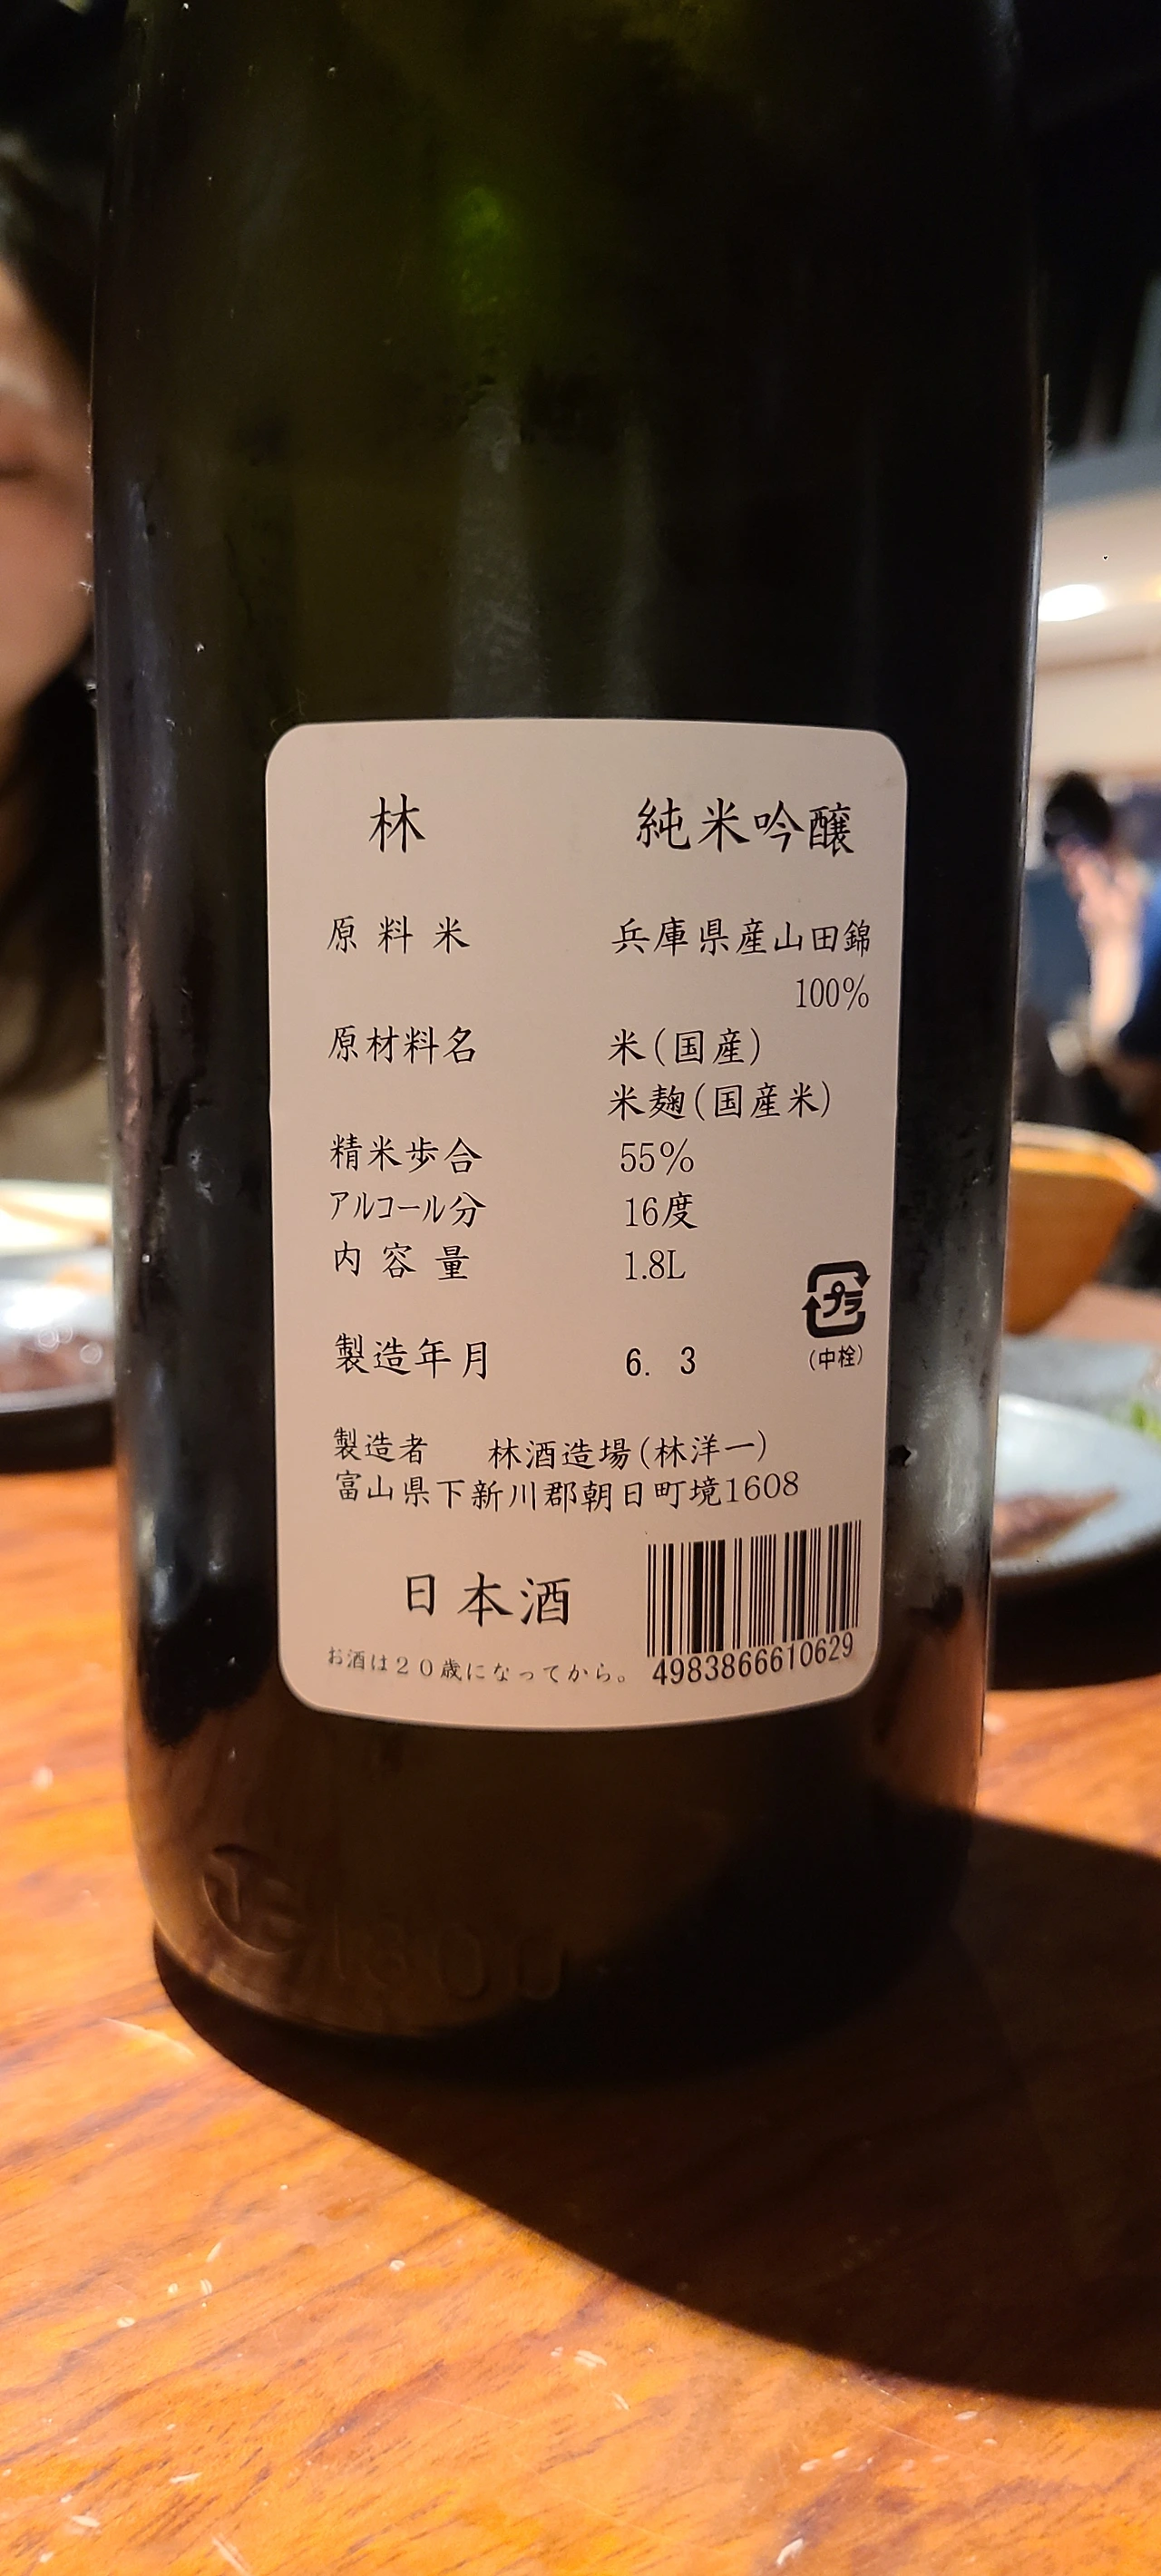 林 純米吟醸
原料米 兵庫県産山田錦
100%
原材料名 米(国産)
米麹(国産米)
精米歩合 55%
アルコール分 16度
内容量 1.8L
プラ
(中栓)
製造年月 6. 3
製造者 林酒造場(林洋一)
富山県下新川郡朝日町境1608
日本酒
お酒は20歳になってから。
4983866610629
1800